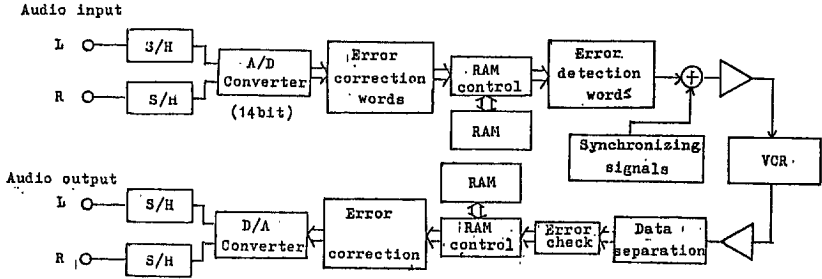 Audio input
L
S/H
R
S/H
A/D
Converter
(14bit)
Error
correction
words
RAM
control
RAM
Error
detection
words
+
Synchronizing
signals
VCR
Audio output
L
S/H
R
S/H
D/A
Converter
Error
correction
RAM
RAM
control
Error
check
Data
separation